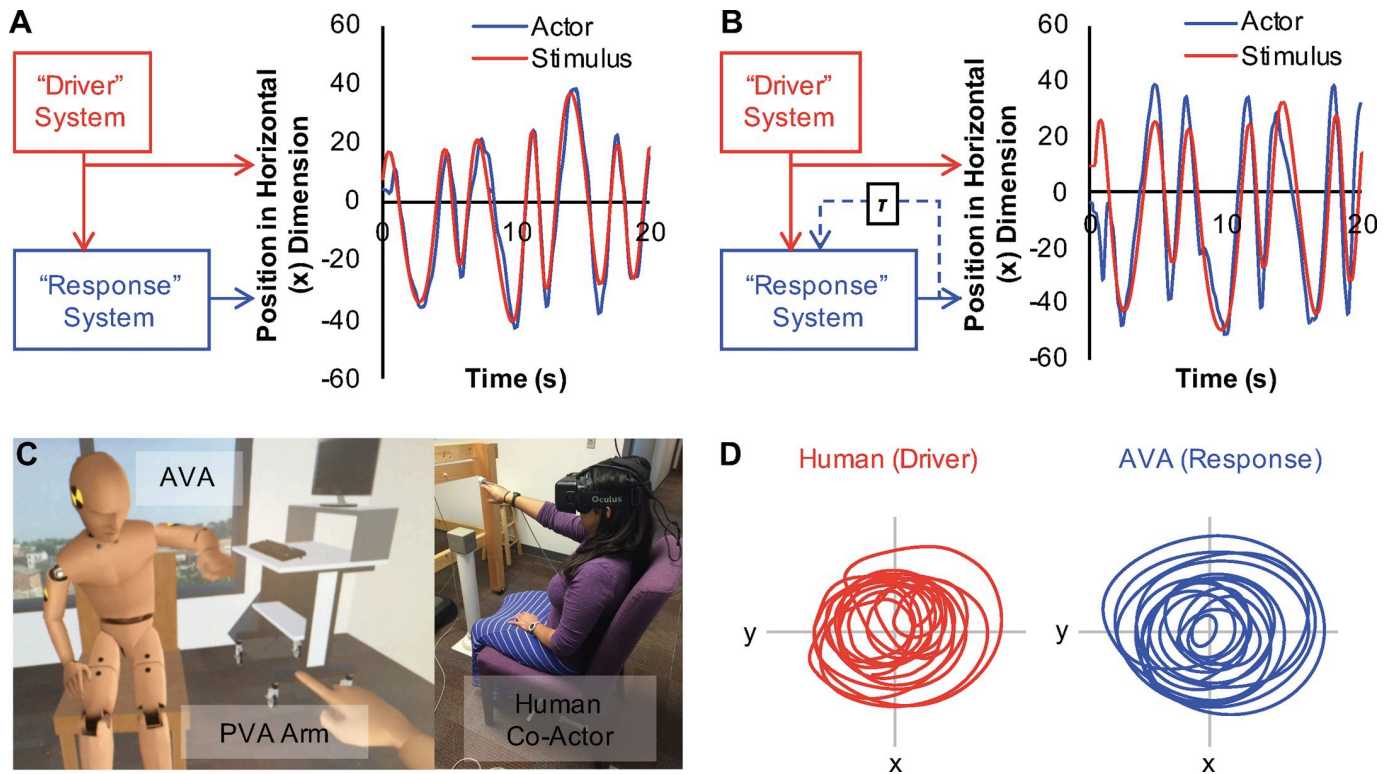 A
“Driver”
System
“Response”
System
Position in Horizontal
(x) Dimension
60
40
20
0
-20
-40
-60
0
10
20
Actor
Stimulus
Time (s)
B
“Driver”
System
τ
“Response”
System
Position in Horizontal
(x) Dimension
60
40
20
0
-20
-40
-60
0
10
20
Actor
Stimulus
Time (s)
C
AVA
PVA Arm
Oculus
Human
Co-Actor
D
Human (Driver)
y
x
AVA (Response)
y
x